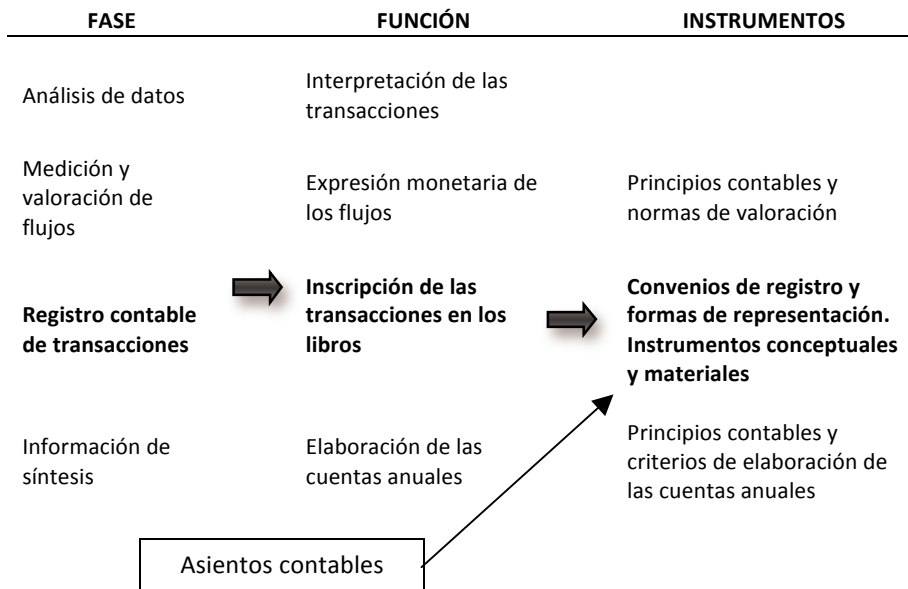 FASE FUNCIÓN INSTRUMENTOS
Análisis de datos
Interpretación de las
transacciones
Medición y
valoración de
flujos
Expresión monetaria de
los flujos
Principios contables y
normas de valoración
Registro contable
de transacciones
Inscripción de las
transacciones en los
libros
Convenios de registro y
formas de representación.
Instrumentos conceptuales
y materiales
Información de
síntesis
Elaboración de las
cuentas anuales
Principios contables y
criterios de elaboración de
las cuentas anuales
Asientos contables